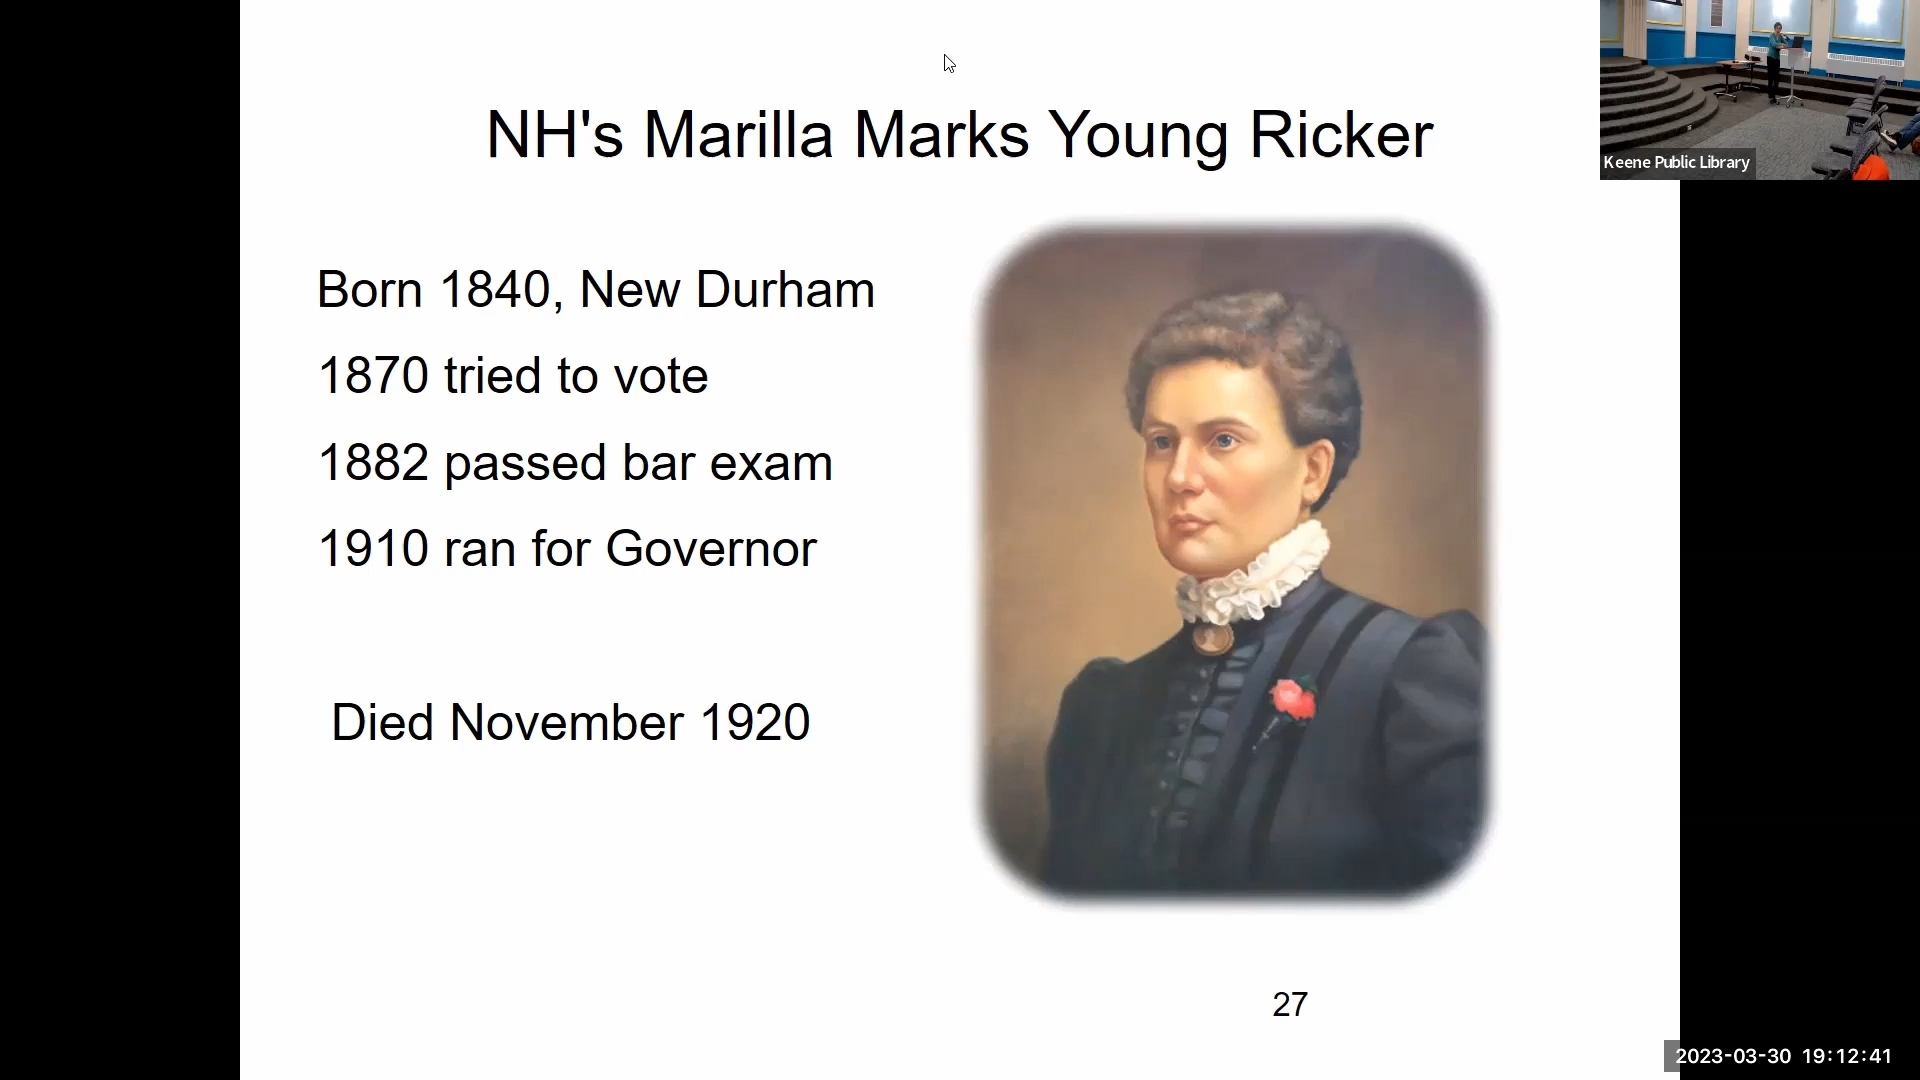 NH's Marilla Marks Young Ricker
Keene Public Library
Born 1840, New Durham
1870 tried to vote
1882 passed bar exam
1910 ran for Governor
Died November 1920
27
2023-03-30 19:12:41